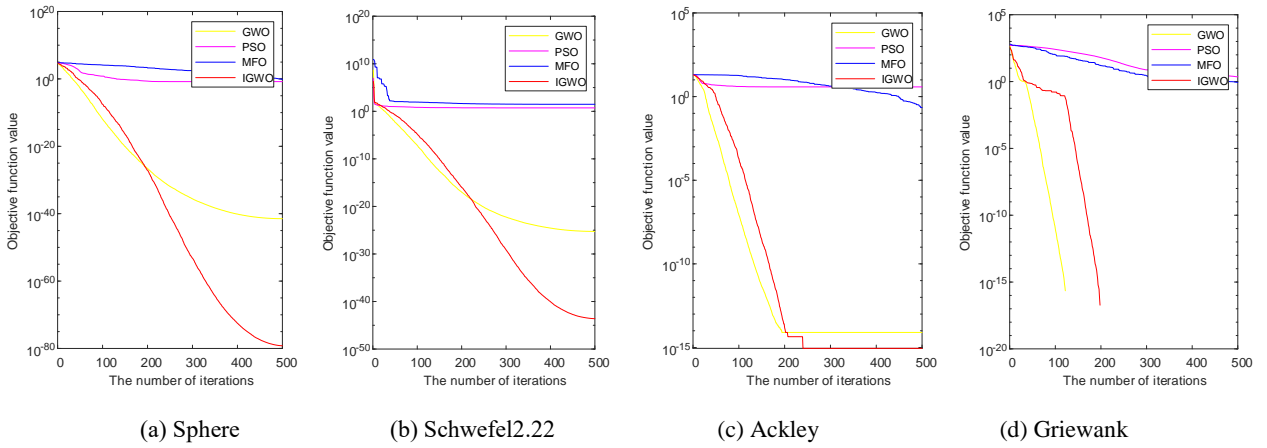 10^20
10^0
10^-20
10^-40
10^-60
10^-80
Objective function value
0 100 200 300 400 500
The number of iterations
GWO
PSO
MFO
IGWO
(a) Sphere
10^20
10^10
10^0
10^-10
10^-20
10^-30
10^-40
10^-50
Objective function value
0 100 200 300 400 500
The number of iterations
GWO
PSO
MFO
IGWO
(b) Schwefel2.22
10^5
10^0
10^-5
10^-10
10^-15
Objective function value
0 100 200 300 400 500
The number of iterations
GWO
PSO
MFO
IGWO
(c) Ackley
10^5
10^0
10^-5
10^-10
10^-15
10^-20
Objective function value
0 100 200 300 400 500
The number of iterations
GWO
PSO
MFO
IGWO
(d) Griewank